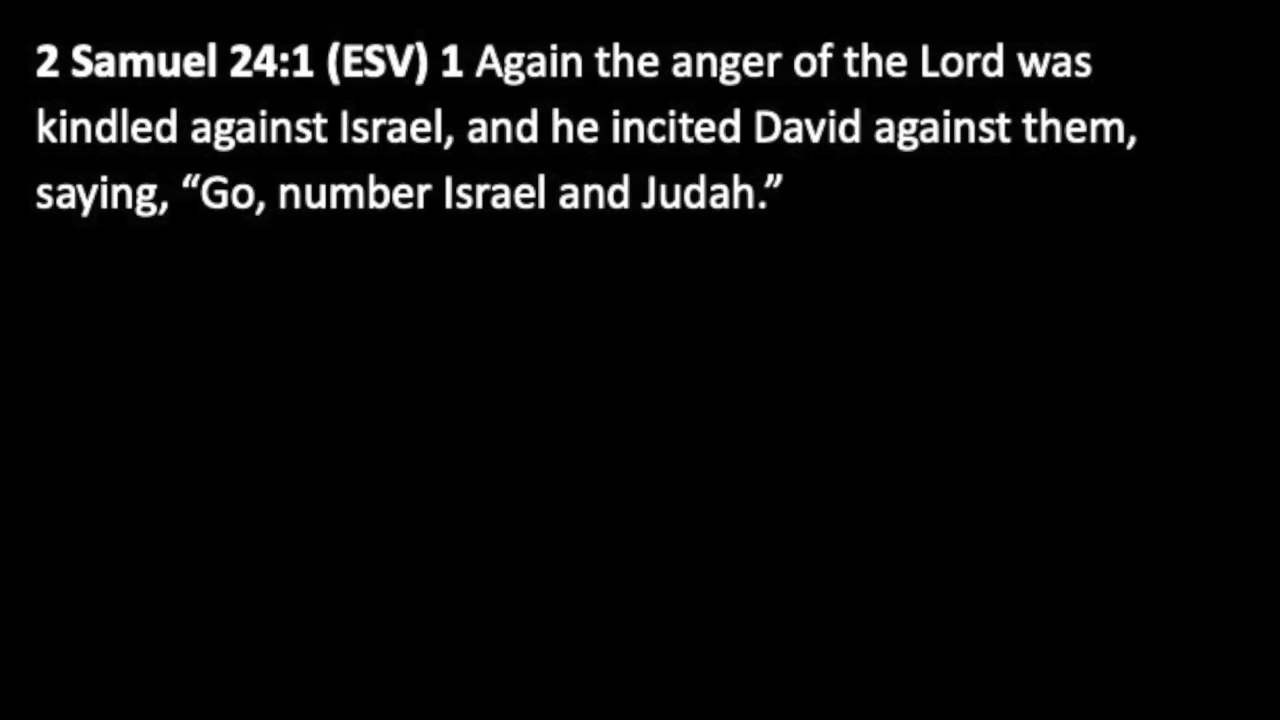 2 Samuel 24:1 (ESV) 1 Again the anger of the Lord was
kindled against Israel, and he incited David against them,
saying, “Go, number Israel and Judah.”